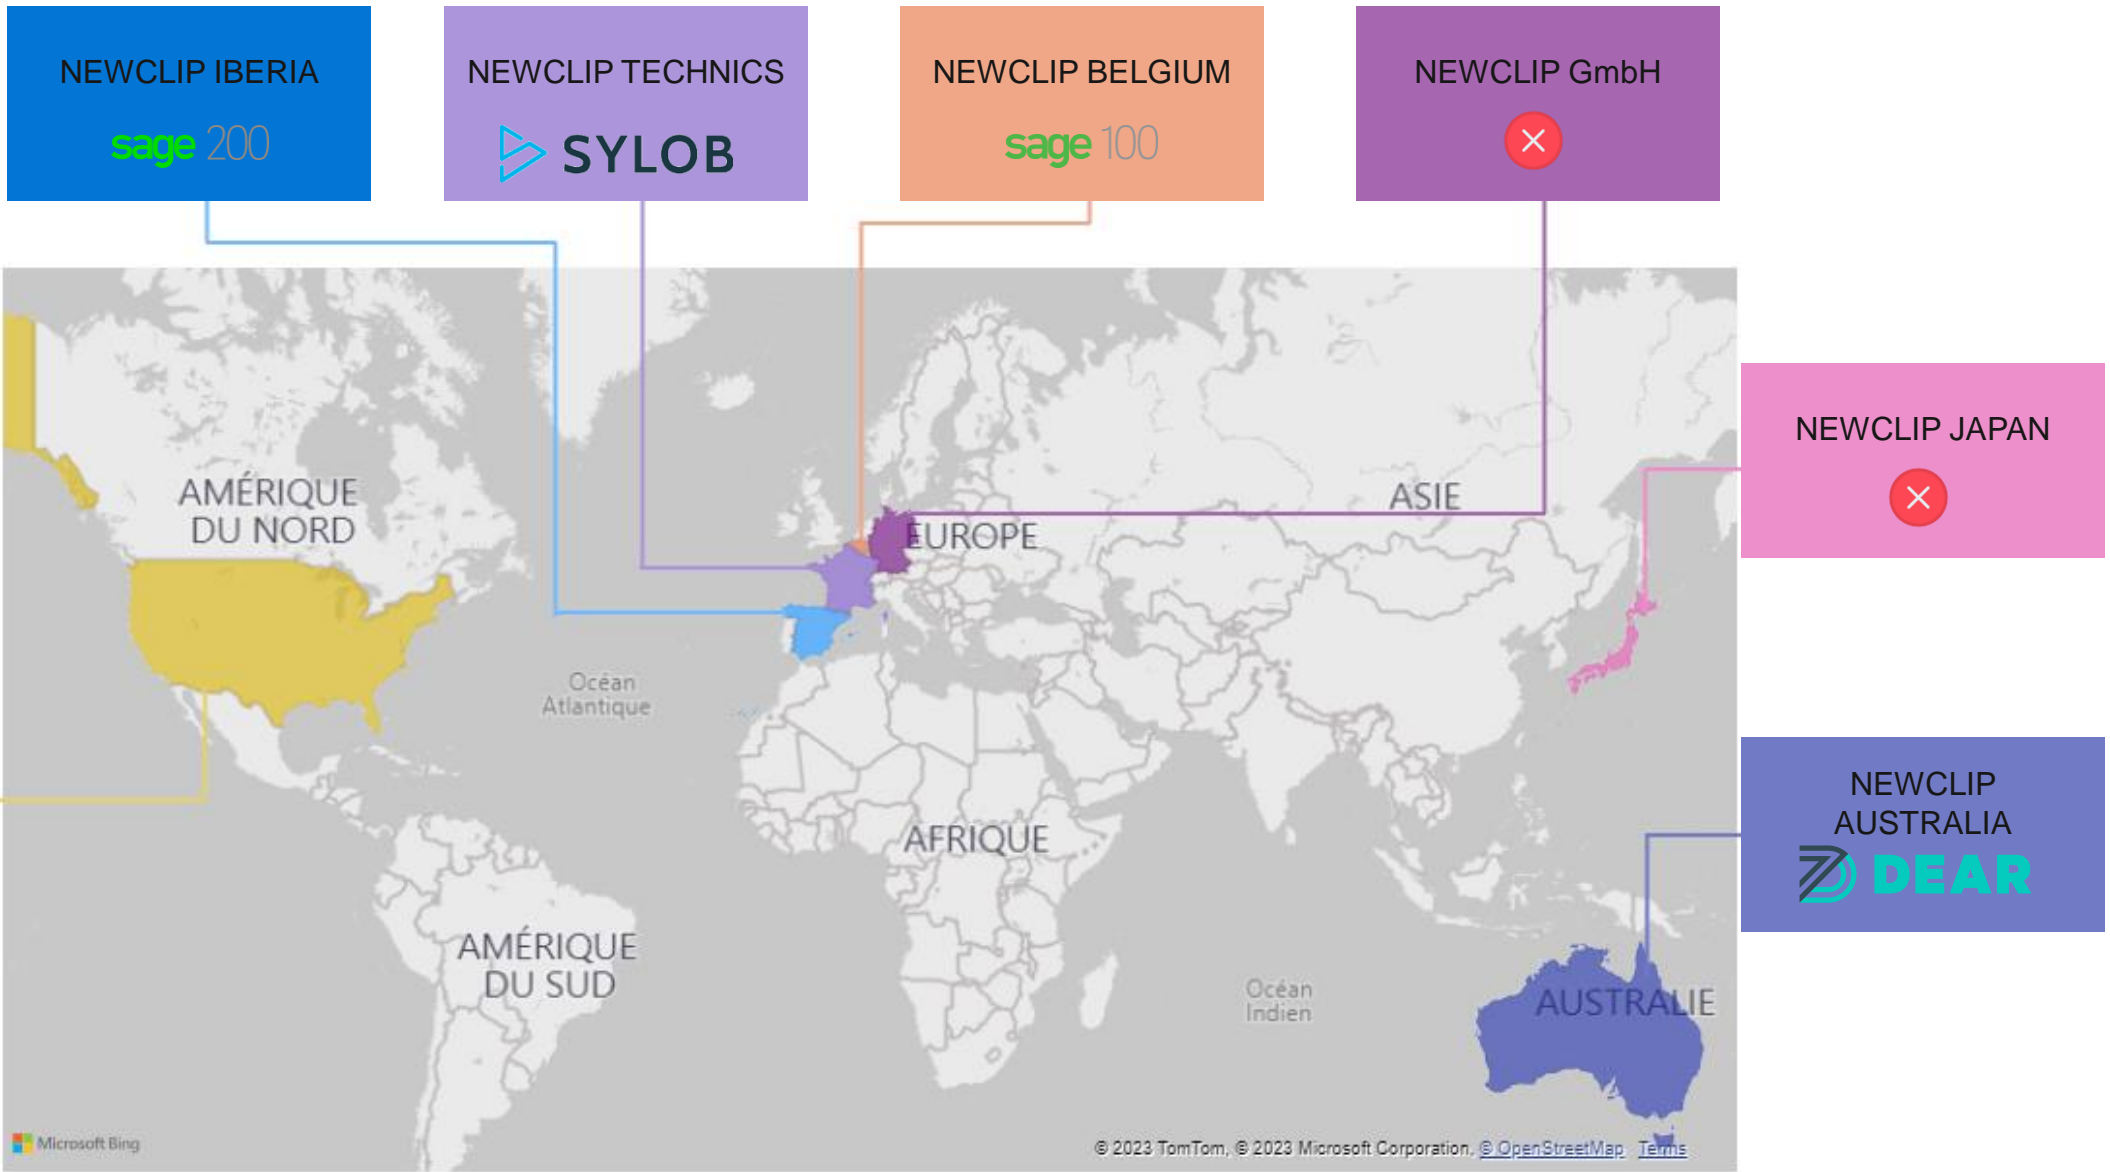 NEWCLIP IBERIA
sage 200
NEWCLIP TECHNICS
SYLOB
NEWCLIP BELGIUM
sage 100
NEWCLIP GmbH
NEWCLIP JAPAN
NEWCLIP
AUSTRALIA
DEAR
AMÉRIQUE
DU NORD
EUROPE
ASIE
Océan
Atlantique
AFRIQUE
AMÉRIQUE
DU SUD
Océan
Indien
AUSTRALIE
Microsoft Bing
© 2023 TomTom, © 2023 Microsoft Corporation, © OpenStreetMap Terms